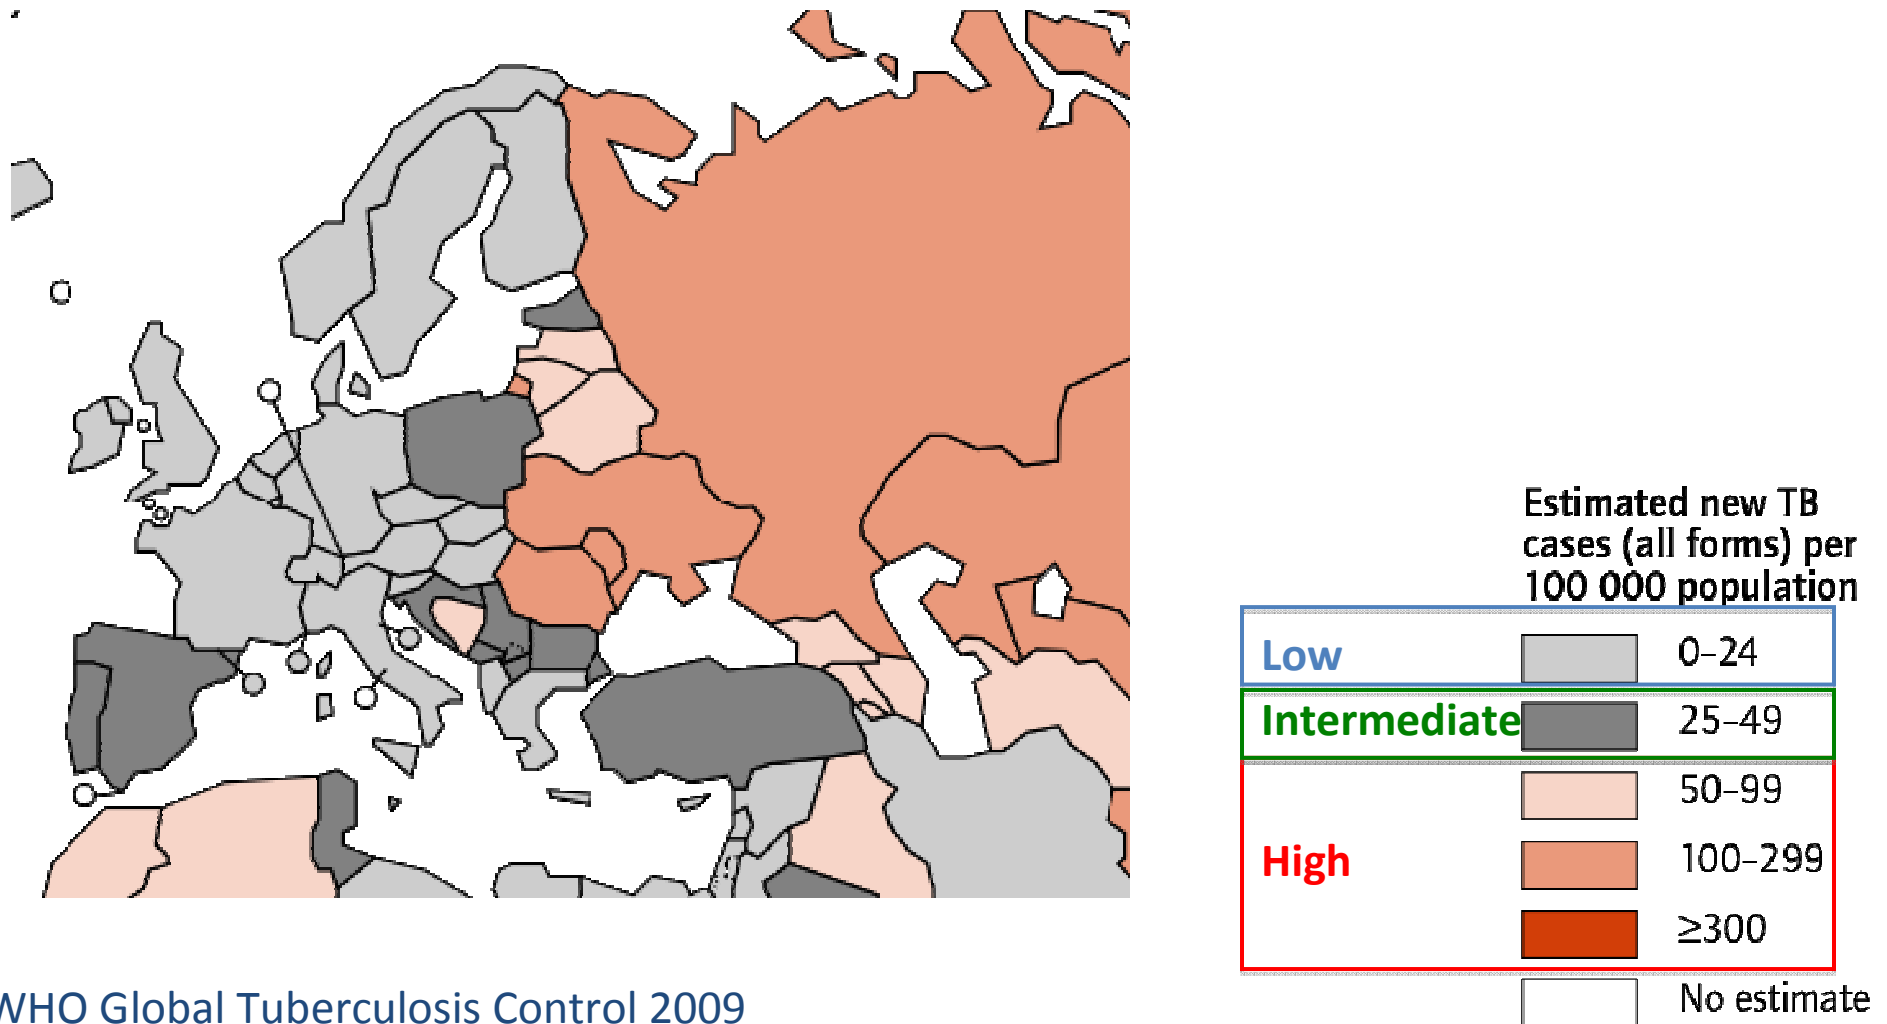 Estimated new TB
cases (all forms) per
100 000 population
Low 0–24
Intermediate 25–49
50–99
High 100–299
≥300
No estimate
WHO Global Tuberculosis Control 2009